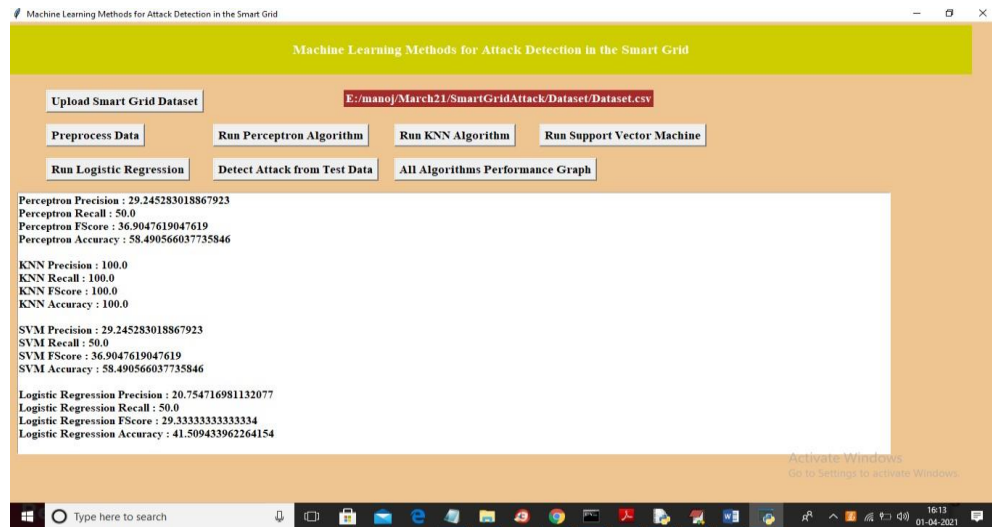 Machine Learning Methods for Attack Detection in the Smart Grid
Machine Learning Methods for Attack Detection in the Smart Grid
Upload Smart Grid Dataset E:/manoj/March21/SmartGridAttack/Dataset/Dataset.csv
Preprocess Data Run Perceptron Algorithm Run KNN Algorithm Run Support Vector Machine
Run Logistic Regression Detect Attack from Test Data All Algorithms Performance Graph
Perceptron Precision : 29.245283018867923
Perceptron Recall : 50.0
Perceptron FScore : 36.9047619047619
Perceptron Accuracy : 58.490566037735846
KNN Precision : 100.0
KNN Recall : 100.0
KNN FScore : 100.0
KNN Accuracy : 100.0
SVM Precision : 29.245283018867923
SVM Recall : 50.0
SVM FScore : 36.9047619047619
SVM Accuracy : 58.490566037735846
Logistic Regression Precision : 20.754716981132077
Logistic Regression Recall : 50.0
Logistic Regression FScore : 29.33333333333334
Logistic Regression Accuracy : 41.509433962264154
Activate Windows
Go to Settings to activate Windows.
Type here to search
16:13
01-04-2021